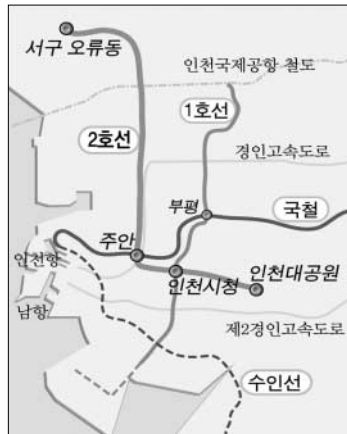 서구 오류동
인천국제공항 철도
1호선
2호선
경인고속도로
부평
국철
주안
인천항
인천시청
인천대공원
남항
제2경인고속도로
수인선